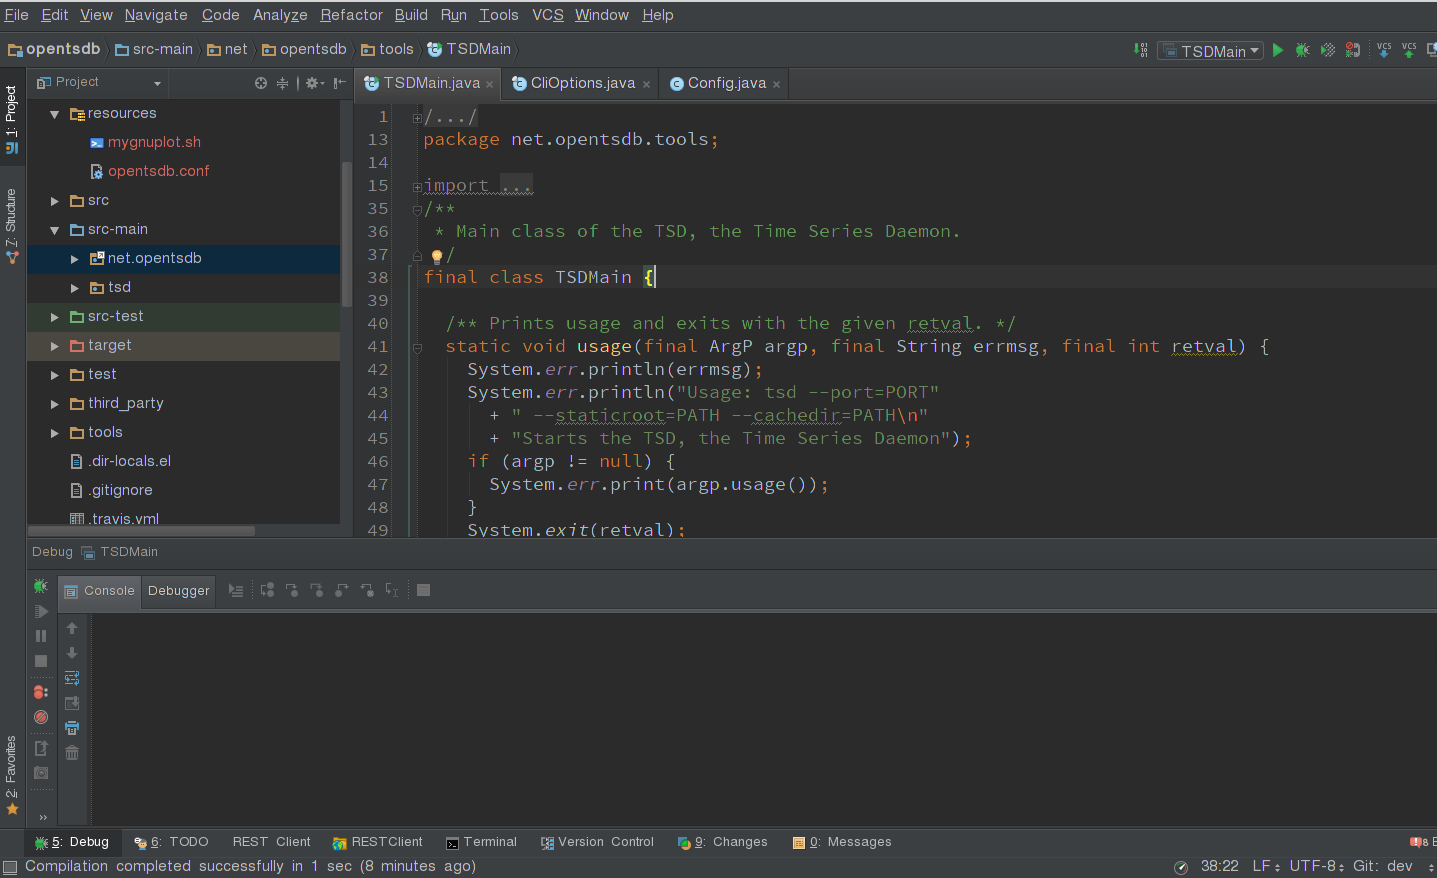 File Edit View Navigate Code Analyze Refactor Build Run Tools VCS Window Help
opentsdb src-main net opentsdb tools TSDMain TSDMain VCS VCS
Project TSDMain.java CliOptions.java Config.java
1: Project
7: Structure
2: Favorites
resources
mygnuplot.sh
opentsdb.conf
src
src-main
net.opentsdb
tsd
src-test
target
test
third_party
tools
.dir-locals.el
.gitignore
.travis.yml
1 /.../
13 package net.opentsdb.tools;
14
15 import ...
35 /**
36 * Main class of the TSD, the Time Series Daemon.
37 /
38 final class TSDMain {
39
40 /** Prints usage and exits with the given retval. */
41 static void usage(final ArgP argp, final String errmsg, final int retval) {
42 System.err.println(errmsg);
43 System.err.println("Usage: tsd --port=PORT"
44 + " --staticroot=PATH --cachedir=PATH\n"
45 + "Starts the TSD, the Time Series Daemon");
46 if (argp != null) {
47 System.err.print(argp.usage());
48 }
49 System.exit(retval);
Debug TSDMain
Console Debugger
5: Debug 6: TODO REST Client RESTClient Terminal Version Control 9: Changes 0: Messages
Compilation completed successfully in 1 sec (8 minutes ago) 38:22 LF UTF-8 Git: dev